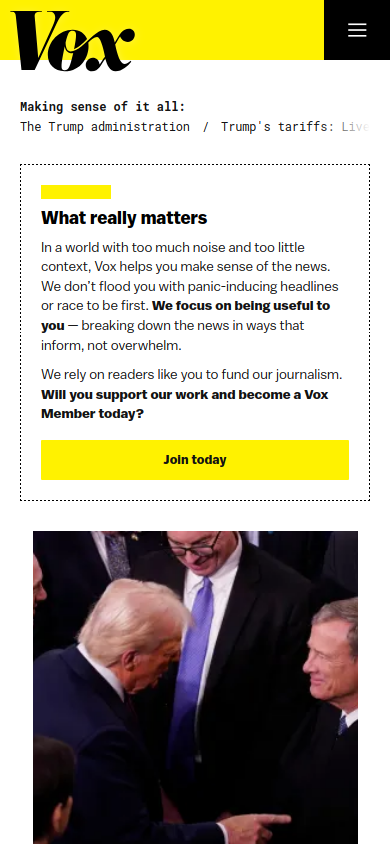 Vox
Making sense of it all:
The Trump administration / Trump's tariffs: Live
What really matters
In a world with too much noise and too little
context, Vox helps you make sense of the news.
We don't flood you with panic-inducing headlines
or race to be first. We focus on being useful to
you — breaking down the news in ways that
inform, not overwhelm.
We rely on readers like you to fund our journalism.
Will you support our work and become a Vox
Member today?
Join today